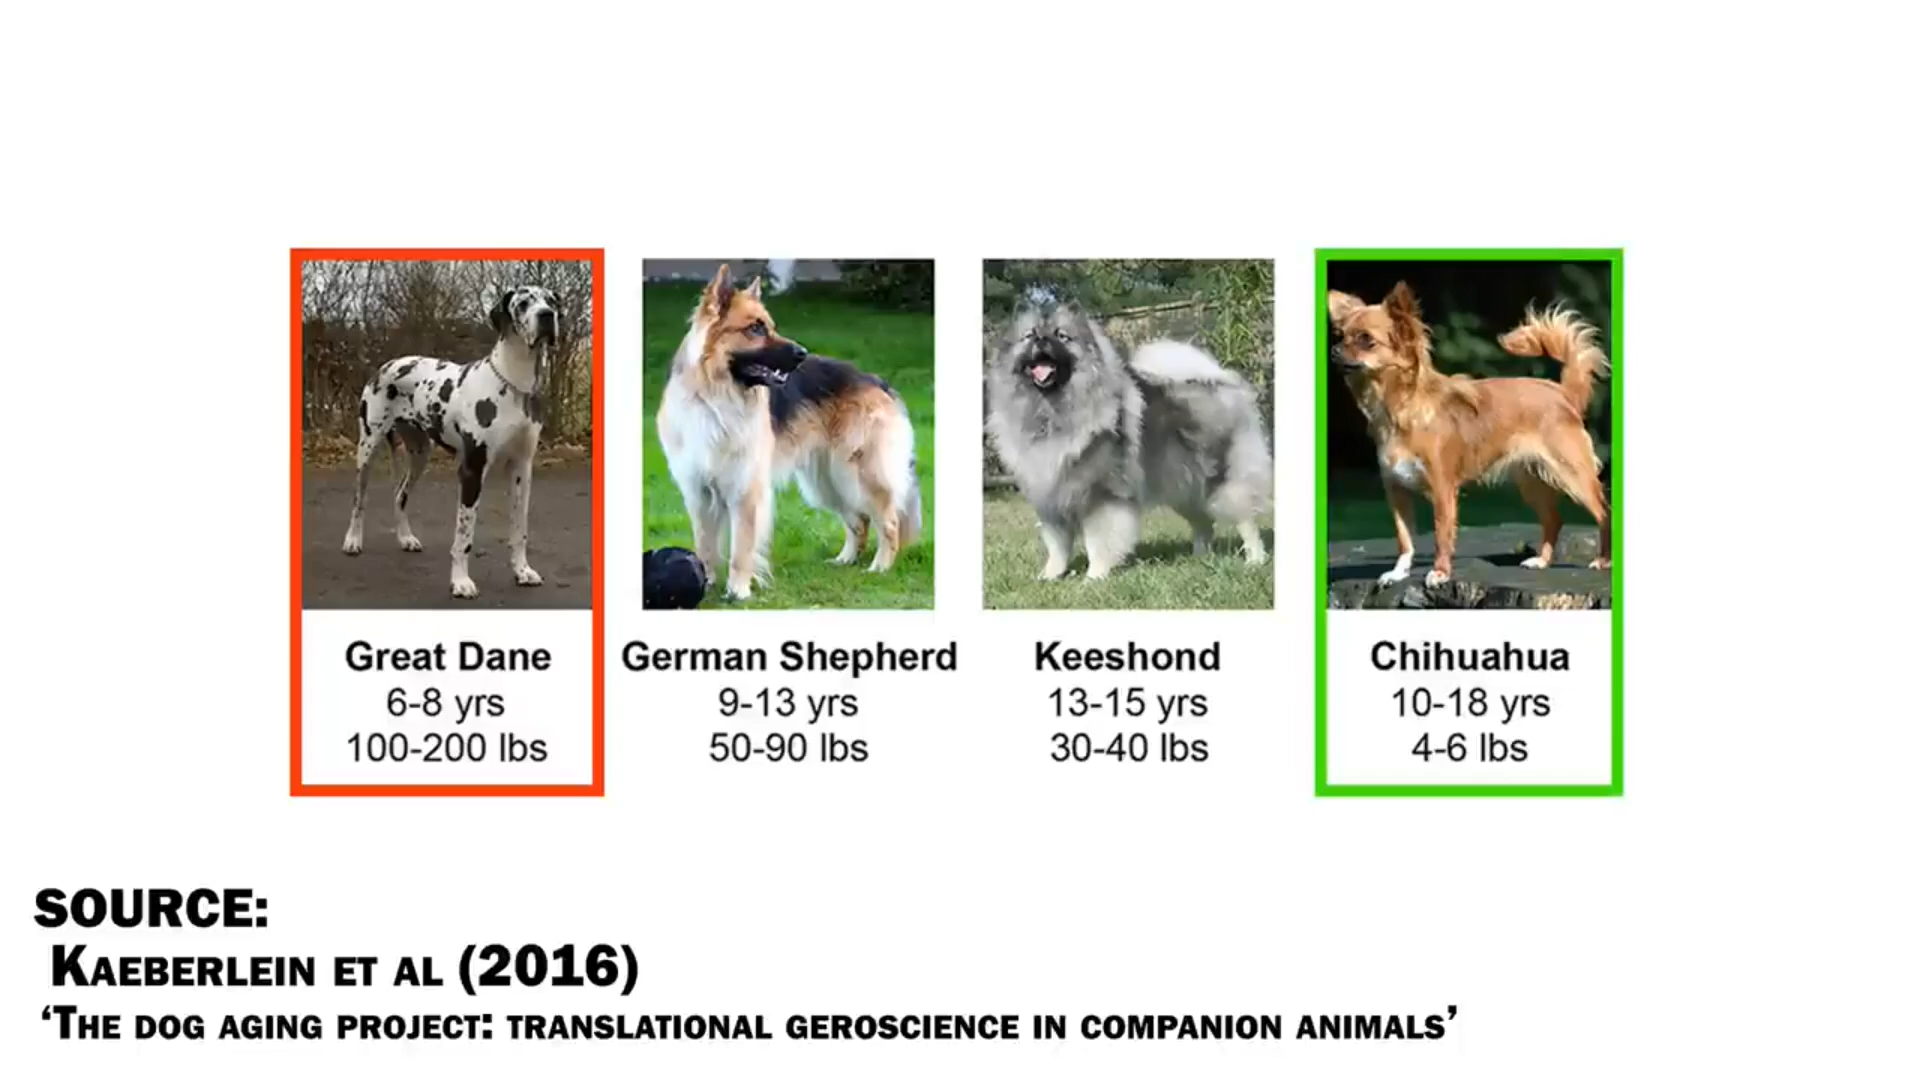 Great Dane
6-8 yrs
100-200 lbs
German Shepherd
9-13 yrs
50-90 lbs
Keeshond
13-15 yrs
30-40 lbs
Chihuahua
10-18 yrs
4-6 lbs
SOURCE:
KAEBERLEIN ET AL (2016)
‘THE DOG AGING PROJECT: TRANSLATIONAL GEROSCIENCE IN COMPANION ANIMALS’